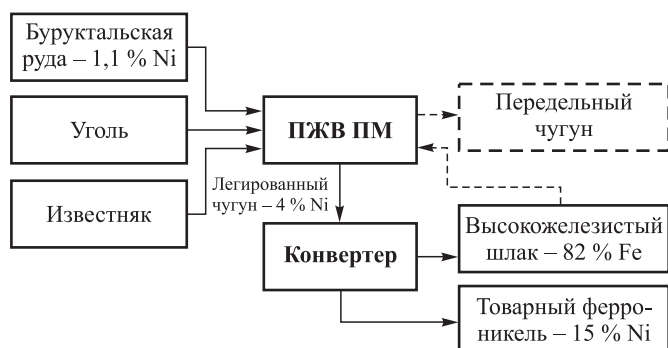 Буруктальская
руда – 1,1 % Ni
Уголь
Известняк
ПЖВ ПМ
Передельный
чугун
Легированный
чугун – 4 % Ni
Конвертер
Высокожелезистый
шлак – 82 % Fe
Товарный ферро-
никель – 15 % Ni